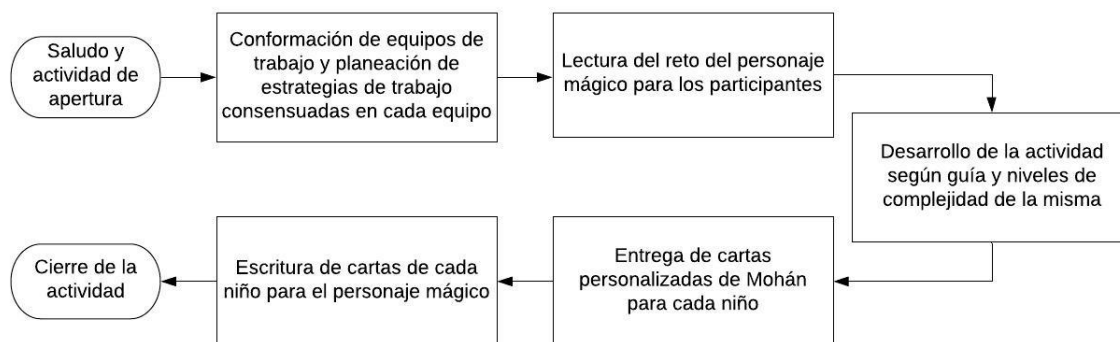 Saludo y
actividad de
apertura
Conformación de equipos de
trabajo y planeación de
estrategias de trabajo
consensuadas en cada equipo
Lectura del reto del personaje
mágico para los participantes
Desarrollo de la actividad
según guía y niveles de
complejidad de la misma
Entrega de cartas
personalizadas de Mohán
para cada niño
Escritura de cartas de cada
niño para el personaje mágico
Cierre de la
actividad